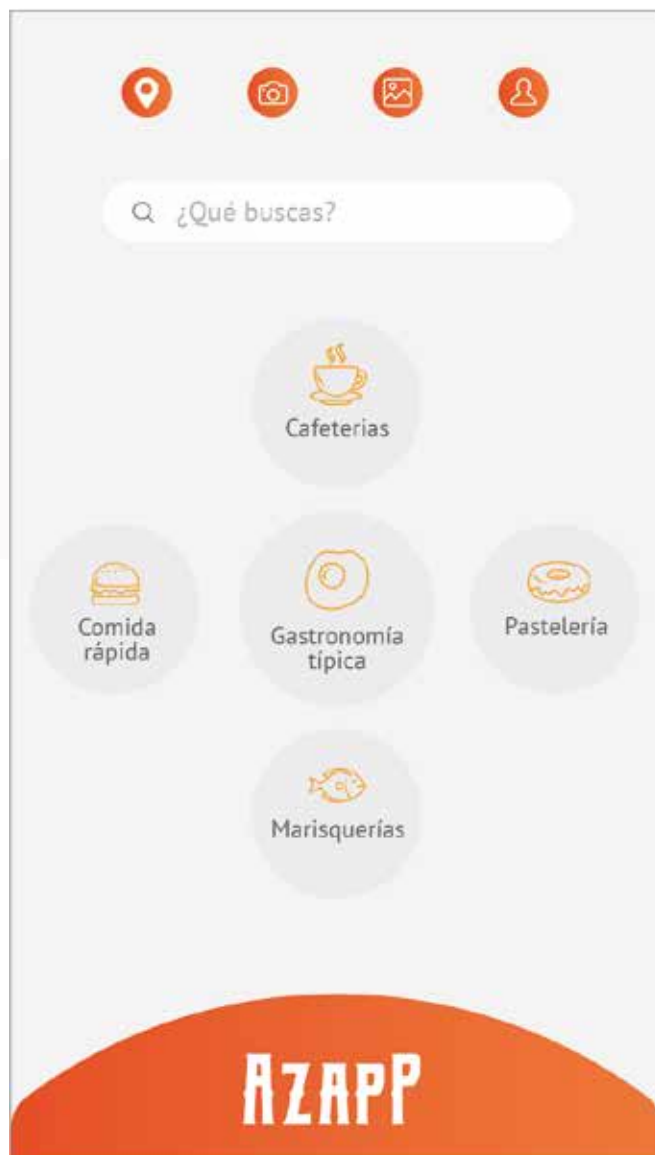 ¿Qué buscas?
Cafeterias
Comida
rápida
Gastronomía
típica
Pastelería
Marisquerías
AZAPP